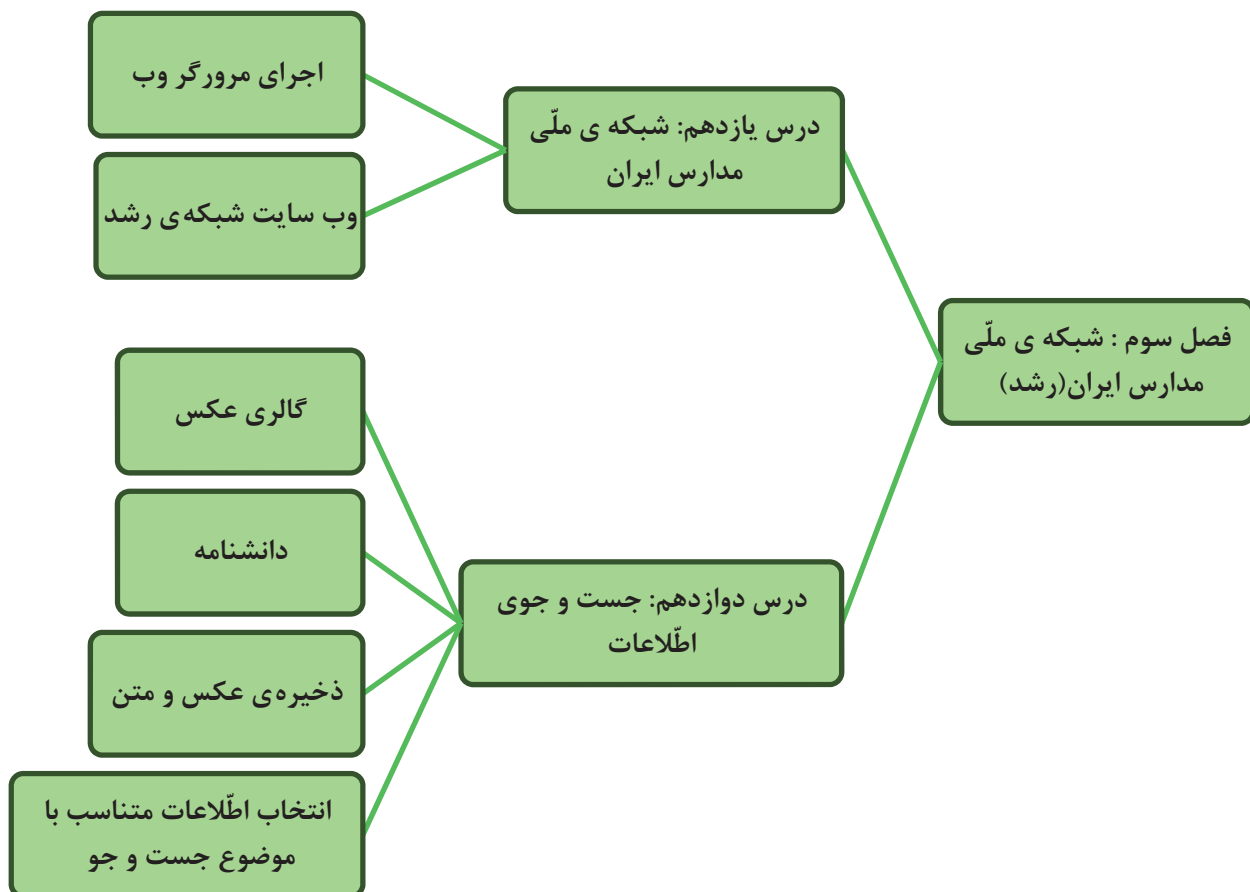 فصل سوم : شبکه ی ملّی
مدارس ایران(رشد)
درس یازدهم: شبکه ی ملّی
مدارس ایران
اجرای مرورگر وب
وب سایت شبکه‌ی رشد
درس دوازدهم: جست و جوی
اطّلاعات
گالری عکس
دانشنامه
ذخیره‌ی عکس و متن
انتخاب اطّلاعات متناسب با
موضوع جست و جو